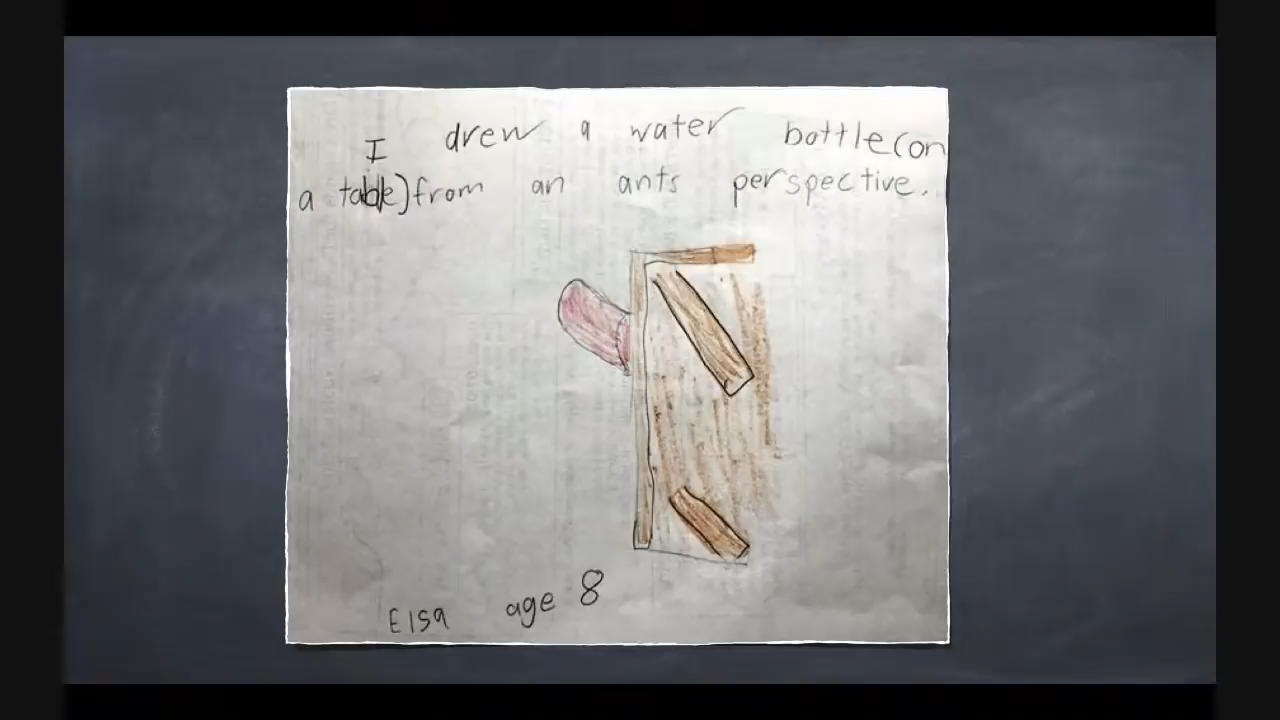 I drew a water bottle(on
a table)from an ants perspective.
Elsa age 8